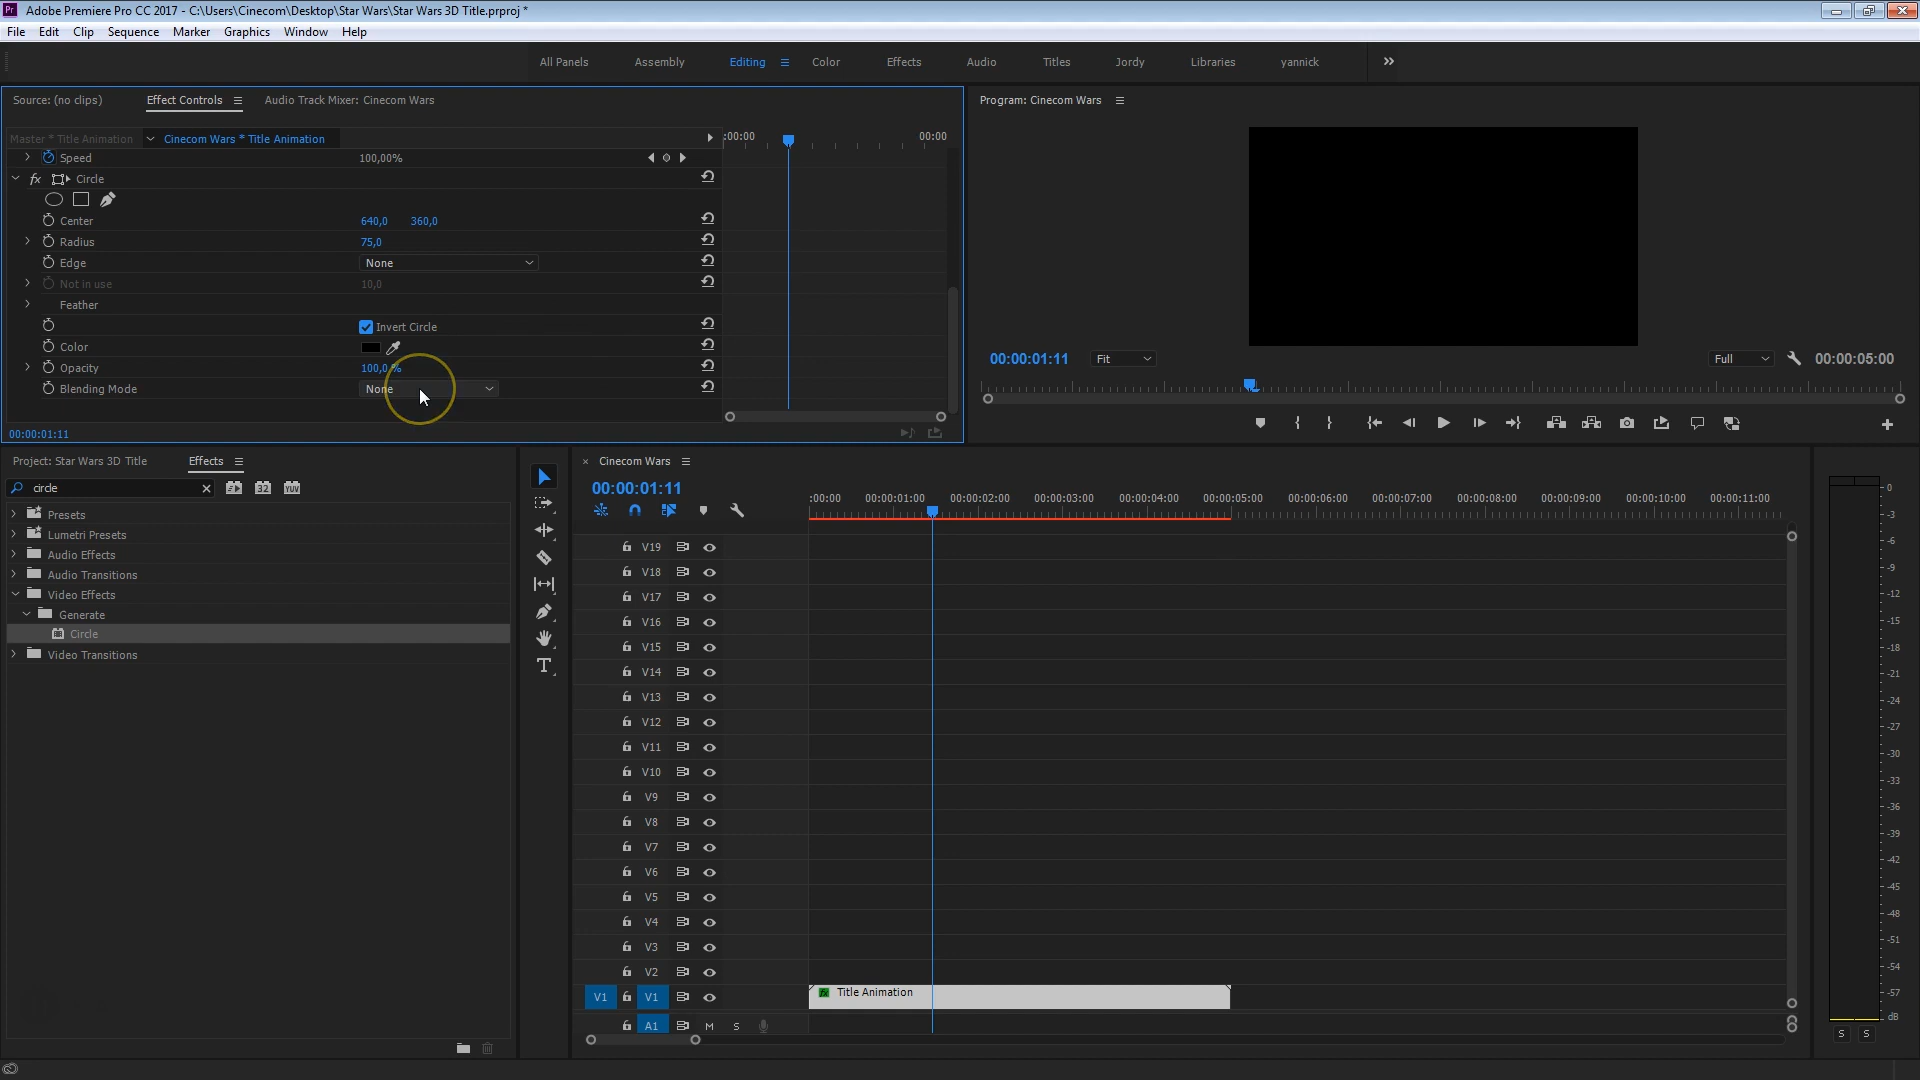 Pr Adobe Premiere Pro CC 2017 - C:\Users\Cinecom\Desktop\Star Wars\Star Wars 3D Title.prproj *
File Edit Clip Sequence Marker Graphics Window Help
All Panels Assembly Editing Color Effects Audio Titles Jordy Libraries yannick
Source: (no clips) Effect Controls Audio Track Mixer: Cinecom Wars
Program: Cinecom Wars
Master * Title Animation Cinecom Wars * Title Animation
:00:00 00:00
Speed 100,00%
fx Circle
Center 640,0 360,0
Radius 75,0
Edge None
Not in use 10,0
Feather
Invert Circle
Color
Opacity 100,0 %
Blending Mode None
00:00:01:11
00:00:01:11 Fit Full 00:00:05:00
Project: Star Wars 3D Title Effects
circle
32 YUV
Presets
Lumetri Presets
Audio Effects
Audio Transitions
Video Effects
Generate
Circle
Video Transitions
Cinecom Wars
00:00:01:11
:00:00 00:00:01:00 00:00:02:00 00:00:03:00 00:00:04:00 00:00:05:00 00:00:06:00 00:00:07:00 00:00:08:00 00:00:09:00 00:00:10:00 00:00:11:00
V19
V18
V17
V16
V15
V14
V13
V12
V11
V10
V9
V8
V7
V6
V5
V4
V3
V2
V1 V1 fx Title Animation
A1 M S
0
-3
-6
-9
-12
-15
-18
-21
-24
-27
-30
-33
-36
-39
-42
-45
-48
-51
-54
-57
dB
S S